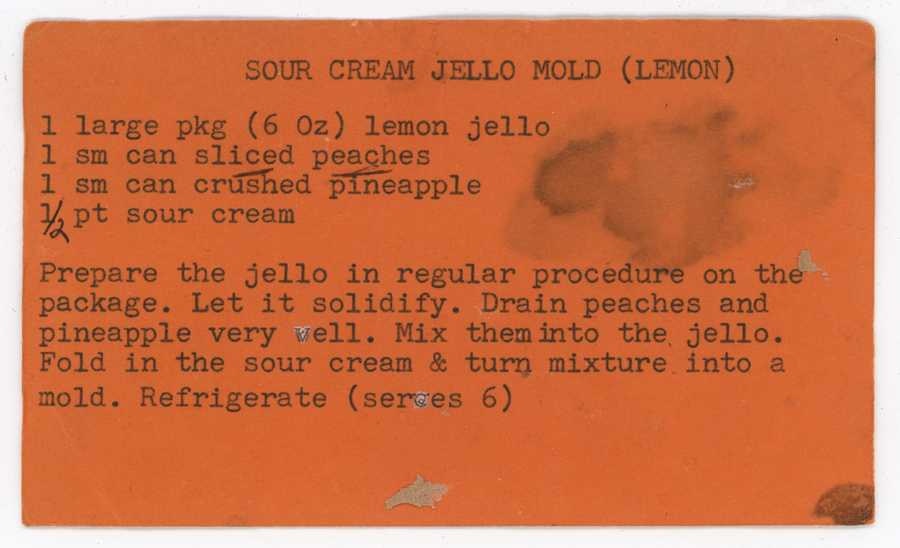 SOUR CREAM JELLO MOLD (LEMON)
1 large pkg (6 Oz) lemon jello
1 sm can sliced peaches
1 sm can crushed pineapple
1/2 pt sour cream
Prepare the jello in regular procedure on the
package. Let it solidify. Drain peaches and
pineapple very well. Mix them into the jello.
Fold in the sour cream & turn mixture into a
mold. Refrigerate (serves 6)